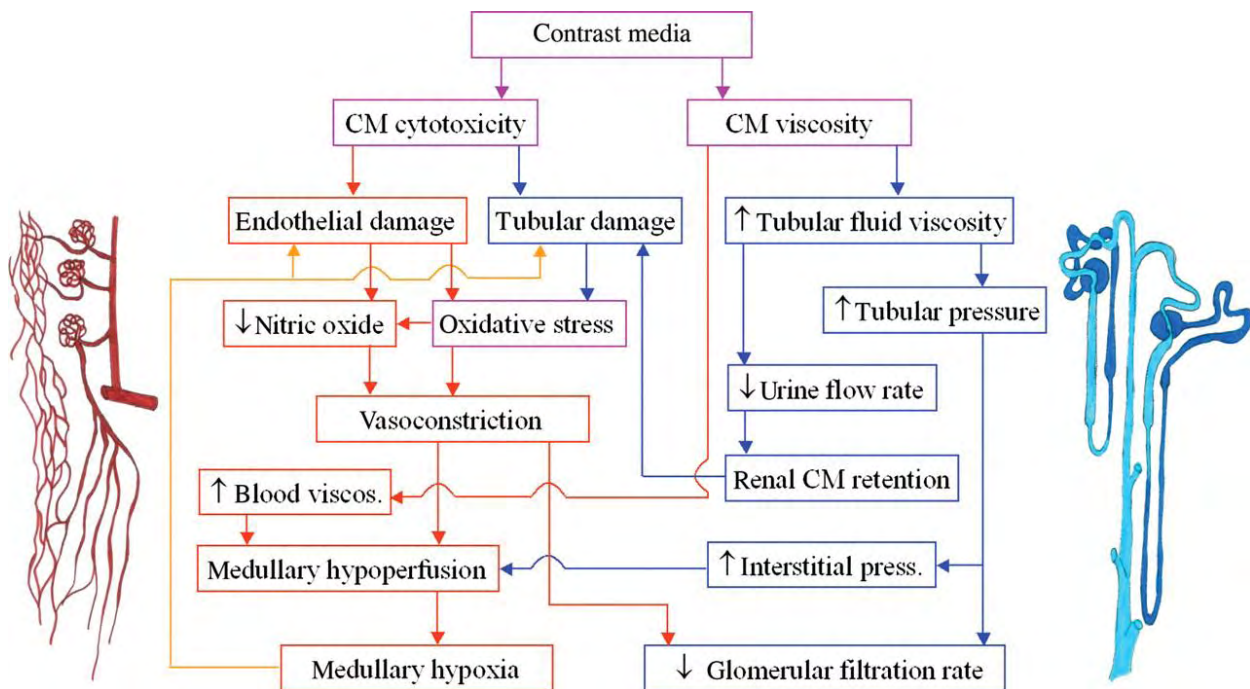 Contrast media
CM cytotoxicity
CM viscosity
Endothelial damage
Tubular damage
↑ Tubular fluid viscosity
↓ Nitric oxide
Oxidative stress
↑ Tubular pressure
↓ Urine flow rate
Vasoconstriction
Renal CM retention
↑ Blood viscos.
Medullary hypoperfusion
↑ Interstitial press.
Medullary hypoxia
↓ Glomerular filtration rate